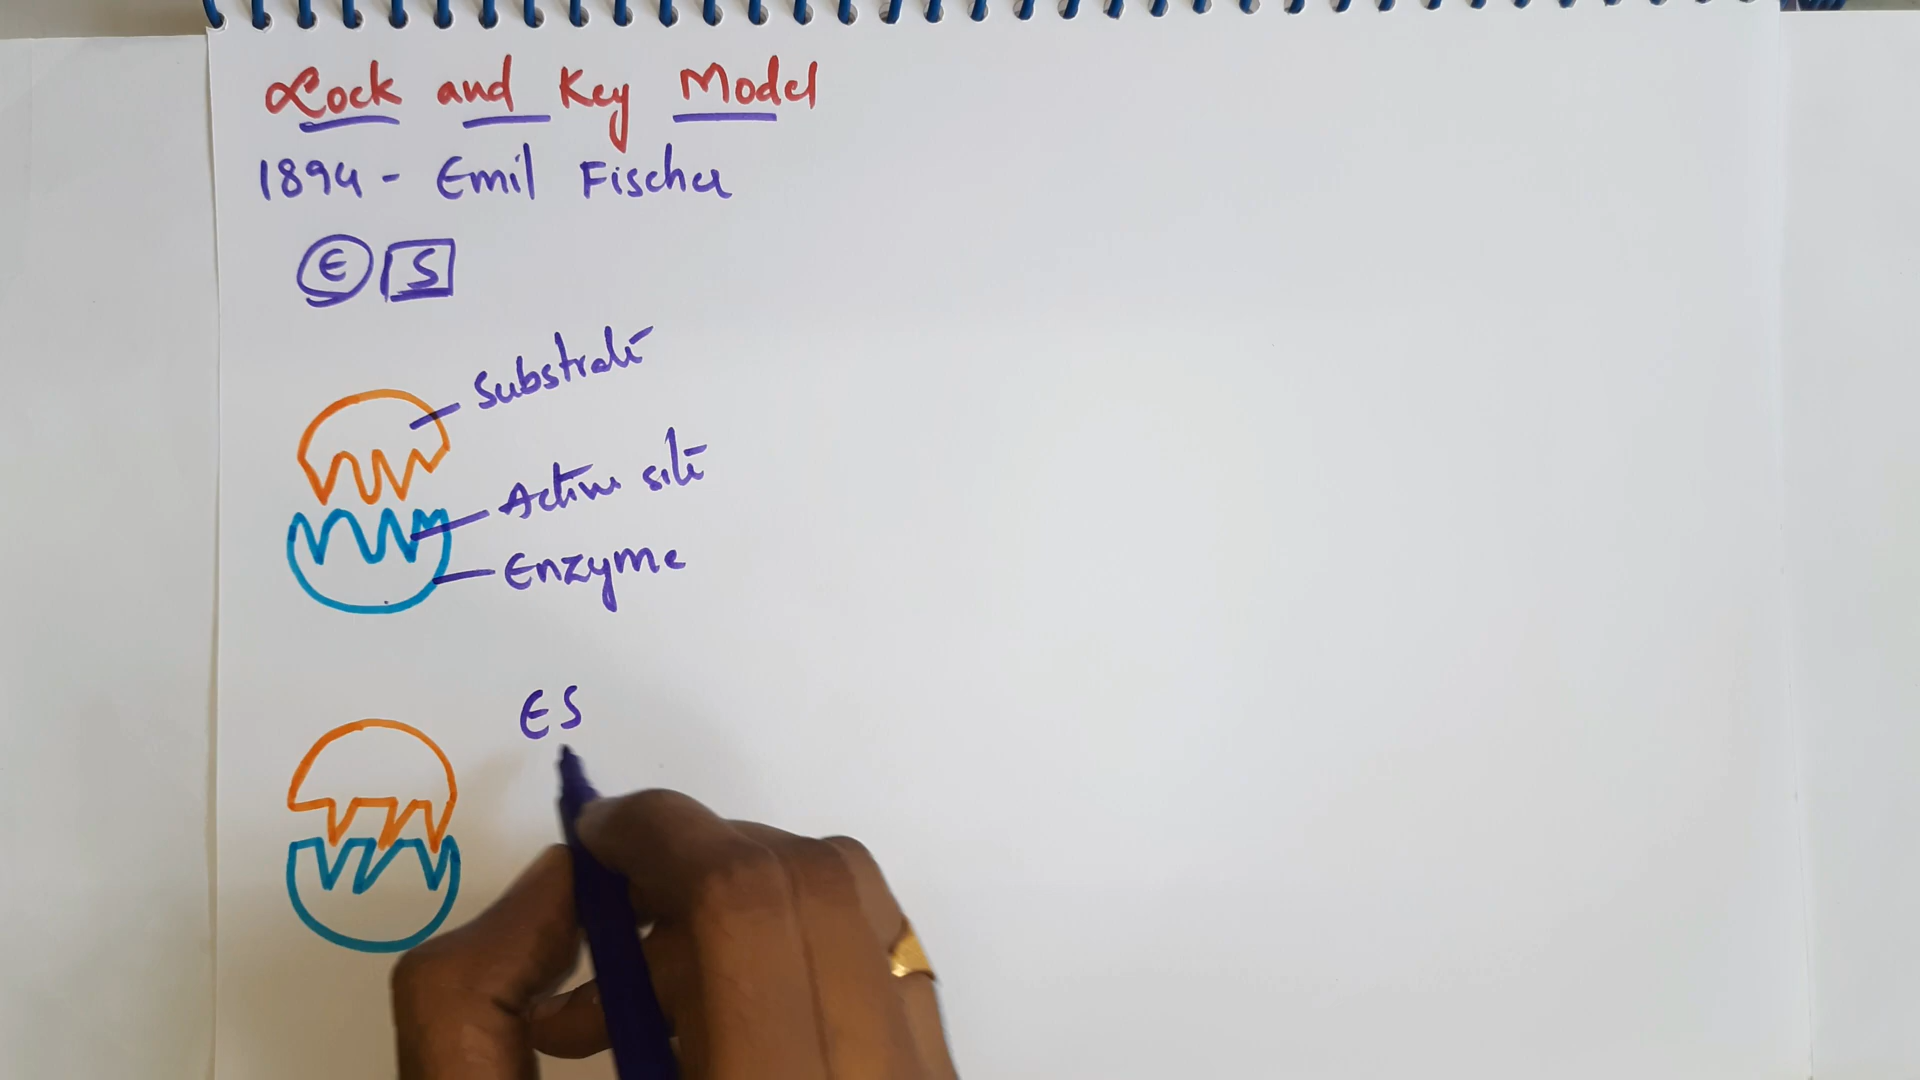 Lock and Key Model
1894 - Emil Fischer
E S
Substrate
Active site
Enzyme
ES